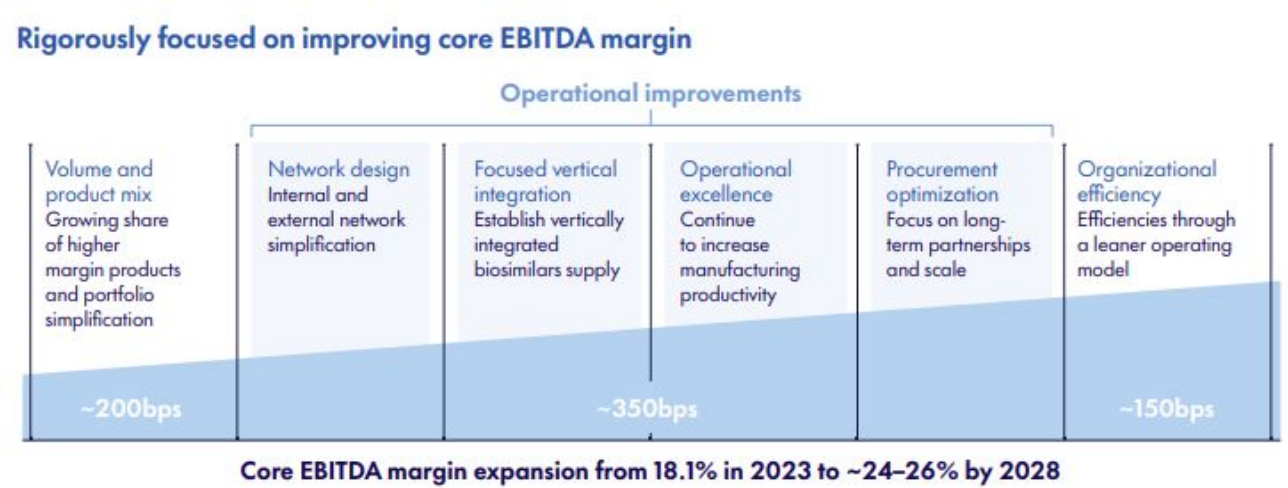 Rigorously focused on improving core EBITDA margin
Operational improvements
Volume and
product mix
Growing share
of higher
margin products
and portfolio
simplification
Network design
Internal and
external network
simplification
Focused vertical
integration
Establish vertically
integrated
biosimilars supply
Operational
excellence
Continue
to increase
manufacturing
productivity
Procurement
optimization
Focus on long-
term partnerships
and scale
Organizational
efficiency
Efficiencies through
a leaner operating
model
~200bps
~350bps
~150bps
Core EBITDA margin expansion from 18.1% in 2023 to ~24–26% by 2028